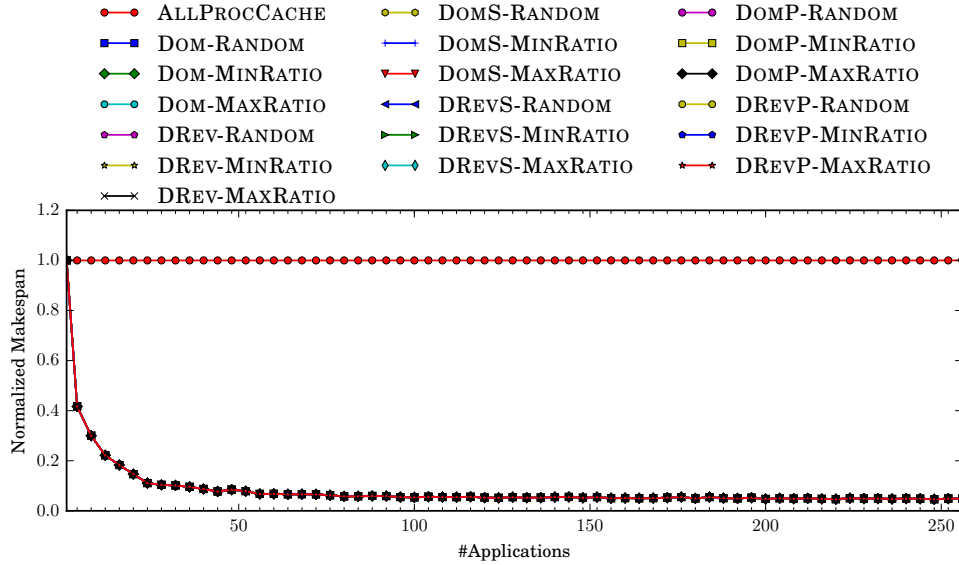 ALLPROCCACHE DOMS-RANDOM DOMP-RANDOM
DOM-RANDOM DOMS-MINRATIO DOMP-MINRATIO
DOM-MINRATIO DOMS-MAXRATIO DOMP-MAXRATIO
DOM-MAXRATIO DREVS-RANDOM DREVP-RANDOM
DREV-RANDOM DREVS-MINRATIO DREVP-MINRATIO
DREV-MINRATIO DREVS-MAXRATIO DREVP-MAXRATIO
DREV-MAXRATIO
1.2
1.0
0.8
0.6
0.4
0.2
0.0
Normalized Makespan
50 100 150 200 250
#Applications